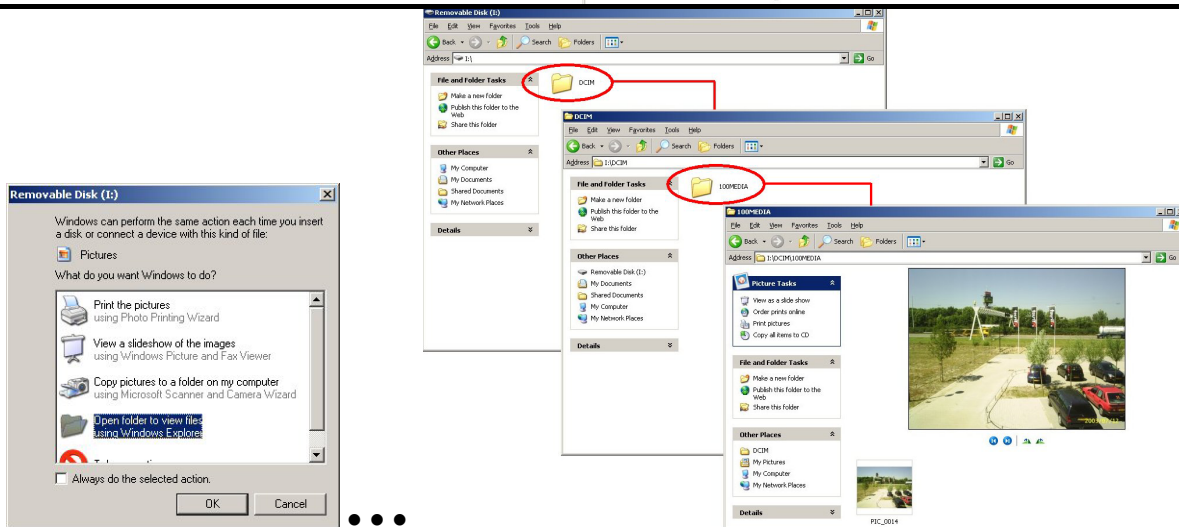 Removable Disk (I:)
Windows can perform the same action each time you insert
a disk or connect a device with this kind of file:
Pictures
What do you want Windows to do?
Print the pictures
using Photo Printing Wizard
View a slideshow of the images
using Windows Picture and Fax Viewer
Copy pictures to a folder on my computer
using Microsoft Scanner and Camera Wizard
Open folder to view files
using Windows Explorer
Always do the selected action.
OK Cancel
Removable Disk (I:)
File Edit View Favorites Tools Help
Back Search Folders
Address I:\ Go
File and Folder Tasks
Make a new folder
Publish this folder to the
Web
Share this folder
Other Places
My Computer
My Documents
Shared Documents
My Network Places
Details
DCIM
DCIM
File Edit View Favorites Tools Help
Back Search Folders
Address I:\DCIM Go
File and Folder Tasks
Make a new folder
Publish this folder to the
Web
Share this folder
Other Places
Removable Disk (I:)
My Documents
Shared Documents
My Computer
My Network Places
Details
100MEDIA
100MEDIA
File Edit View Favorites Tools Help
Back Search Folders
Address I:\DCIM\100MEDIA Go
Picture Tasks
View as a slide show
Order prints online
Print pictures
Copy all items to CD
File and Folder Tasks
Make a new folder
Publish this folder to the
Web
Share this folder
Other Places
DCIM
My Pictures
My Computer
My Network Places
Details
PIC_0014